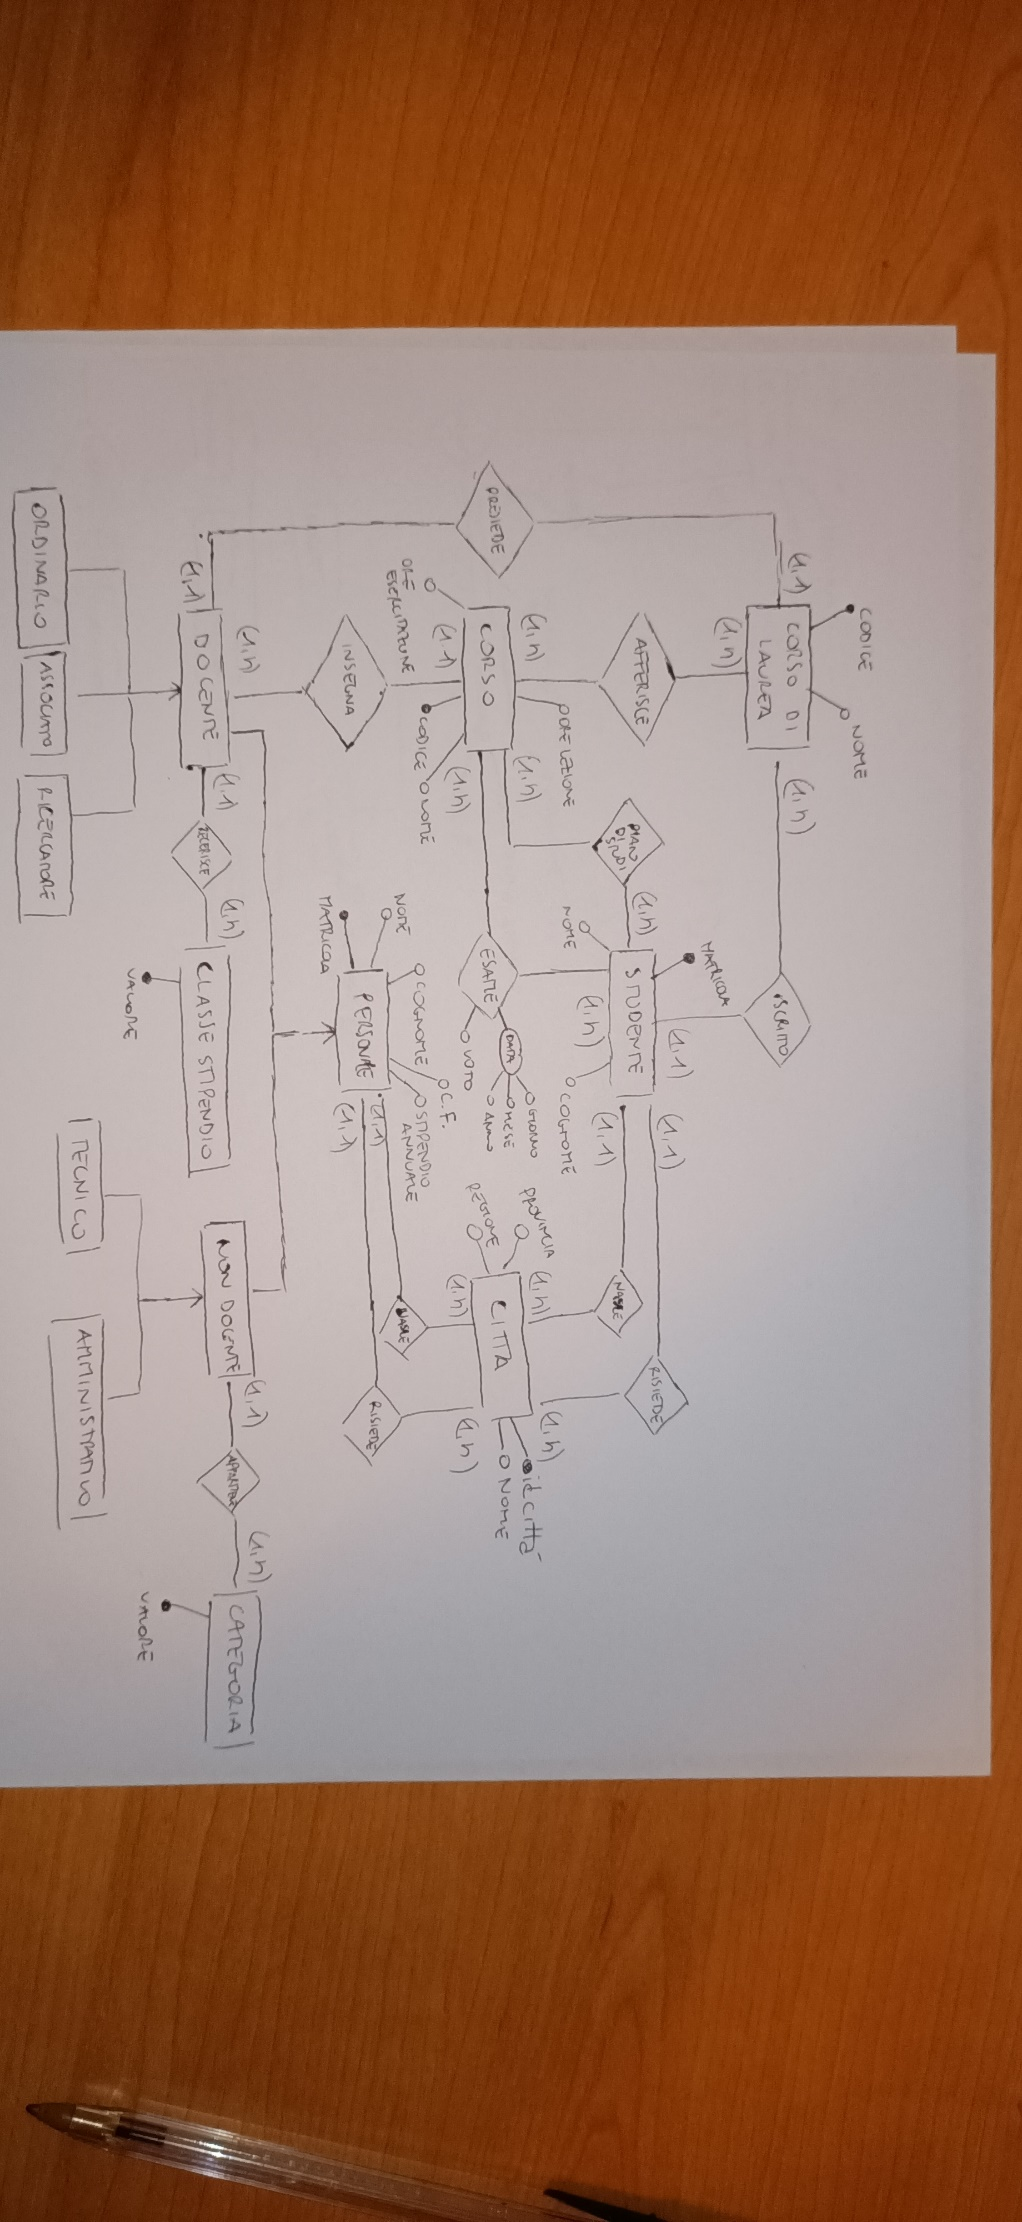 CODICE
NOME
(1,1)
CORSO DI
LAUREA
(1,n)
(1,n)
AFFERISCE
ISCRITTO
PREDIEDE
MATRICOLA
(1,1)
STUDENTE
(1,1)
(1,1)
(1,n)
(1,n)
NOME
COGNOME
PIANO
DI
STUDI
RISIEDE
NASCE
(1,n)
ORE LEZIONE
(1,n)
CORSO
ORE
ESERCITAZIONE
(1,1)
CODICE
NOME
(1,n)
ESAME
DATA
GIORNO
MESE
ANNO
VOTO
PROVINCIA
REGIONE
(1,n)
(1,n)
CITTA
id città
NOME
(1,n)
(1,n)
INSEGNA
NOME
MATRICOLA
COGNOME
C.F.
STIPENDIO
ANNUALE
PERSONALE
(1,1)
(1,1)
NASCE
RISIEDE
(1,n)
(1,1)
DOCENTE
(1,1)
(1,n)
CLASSE STIPENDIO
VALORE
NON DOCENTE
(1,1)
APPARTIENE
(1,n)
CATEGORIA
VALORE
ORDINARIO
ASSOCIATO
RICERCATORE
TECNICO
AMMINISTRATIVO